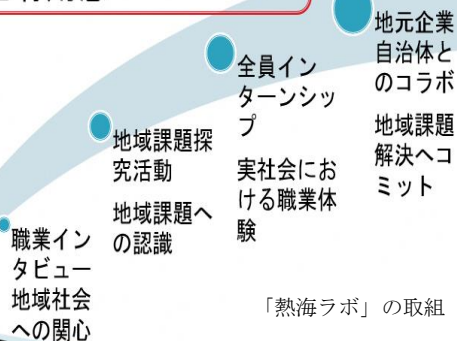 職業イン
タビュー
地域社会
への関心
地域課題探
究活動
地域課題へ
の認識
全員イン
ターンシッ
プ
実社会にお
ける職業体
験
地元企業
自治体と
のコラボ
地域課題
解決へコ
ミット
「熱海ラボ」の取組